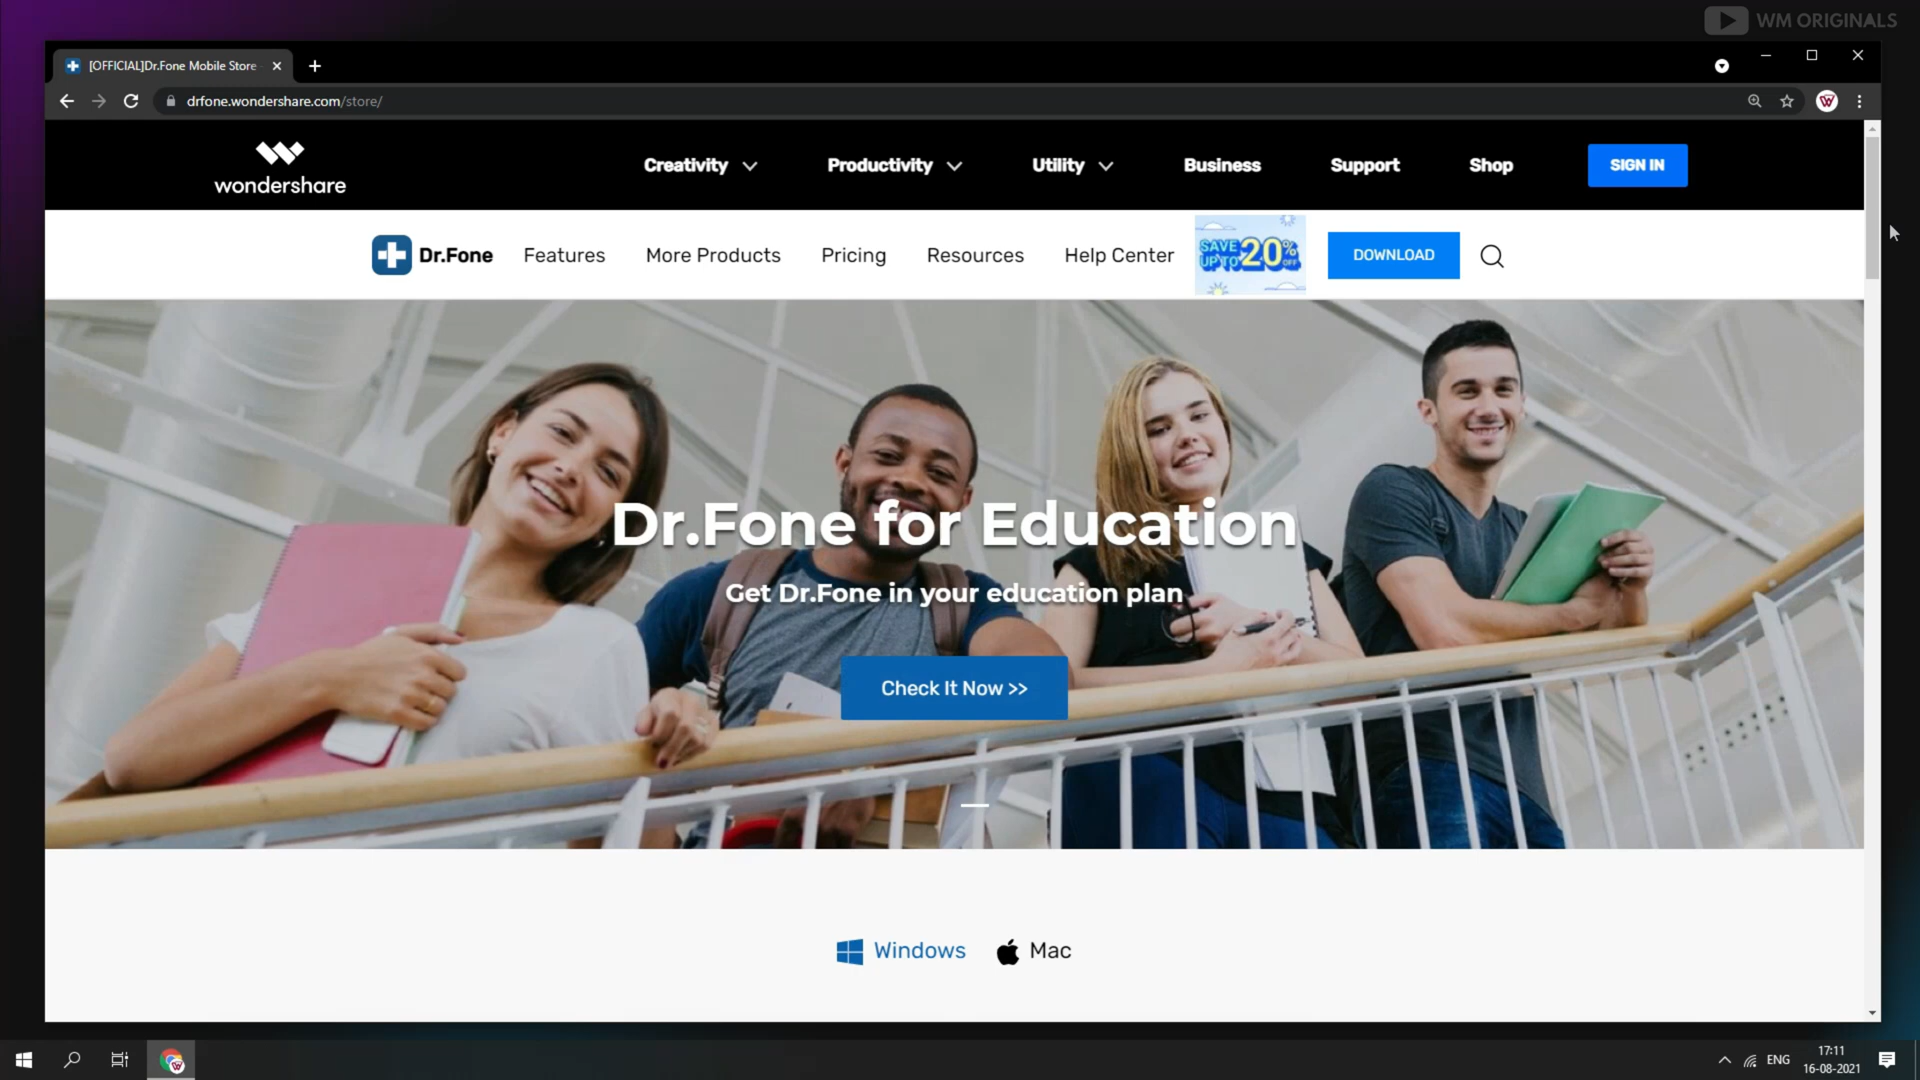 WM ORIGINALS
[OFFICIAL]Dr.Fone Mobile Store
drfone.wondershare.com/store/
wondershare
Creativity
Productivity
Utility
Business
Support
Shop
SIGN IN
Dr.Fone
Features
More Products
Pricing
Resources
Help Center
SAVE UP TO 20% OFF
DOWNLOAD
Dr.Fone for Education
Get Dr.Fone in your education plan
Check It Now >>
Windows
Mac
ENG
17:11
16-08-2021